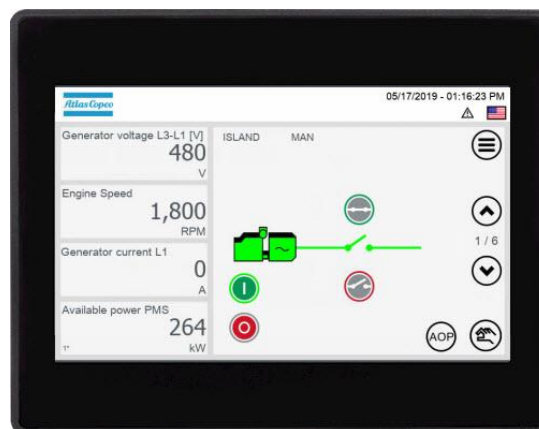 Atlas Copco
05/17/2019 - 01:16:23 PM
Generator voltage L3-L1 [V]
480
V
ISLAND MAN
Engine Speed
1,800
RPM
1 / 6
Generator current L1
0
A
I
Available power PMS
264
kW
O
AOP